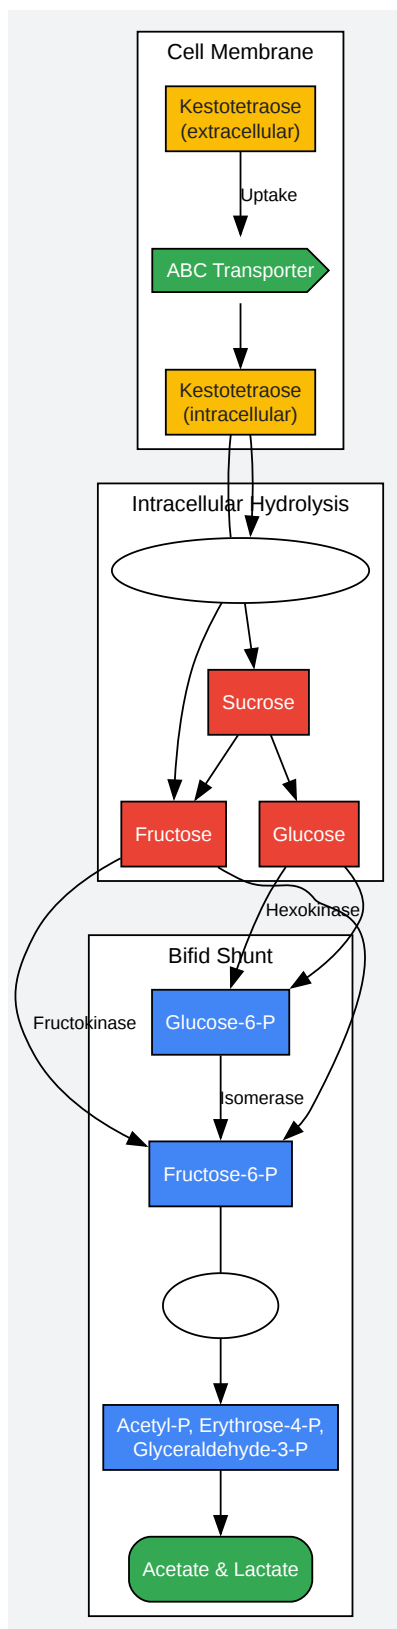 Cell Membrane
Kestotetraose
(extracellular)
Uptake
ABC Transporter
Kestotetraose
(intracellular)
Intracellular Hydrolysis
Sucrose
Fructose
Glucose
Hexokinase
Bifid Shunt
Glucose-6-P
Fructokinase
Isomerase
Fructose-6-P
Acetyl-P, Erythrose-4-P,
Glyceraldehyde-3-P
Acetate & Lactate